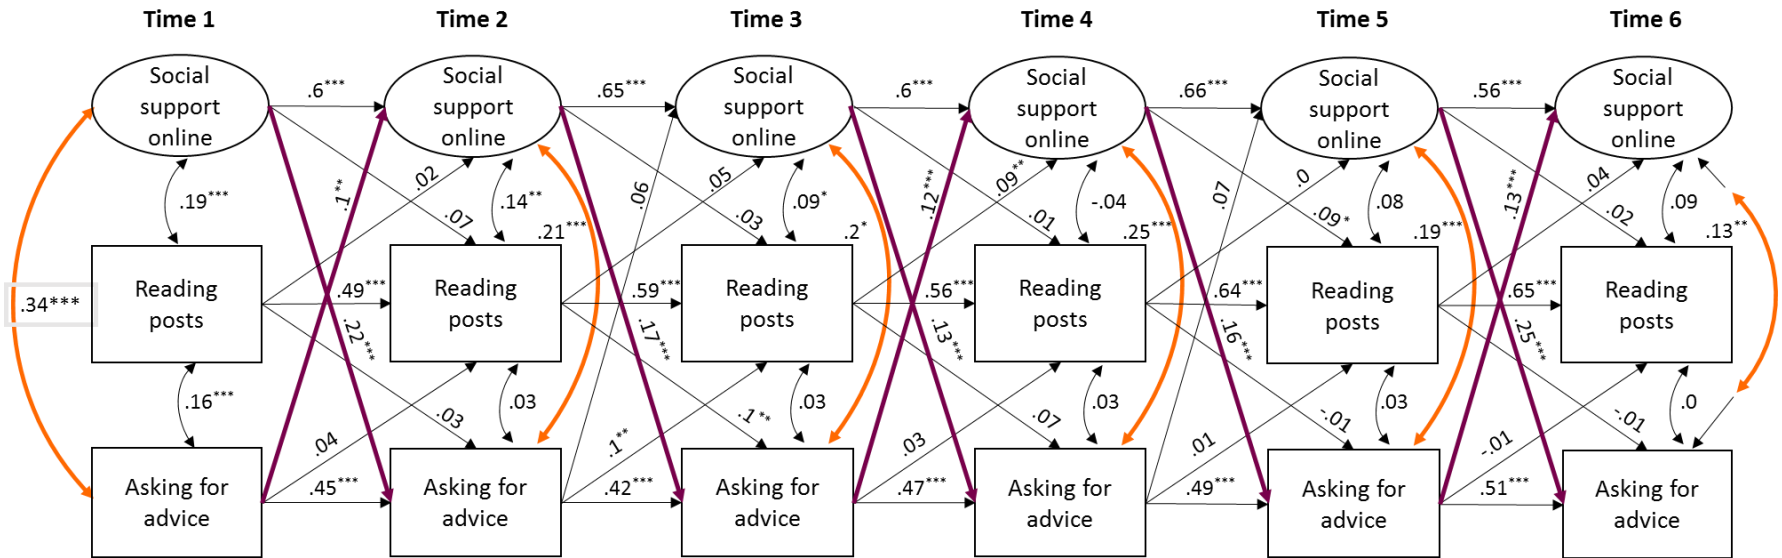 Time 1
Time 2
Time 3
Time 4
Time 5
Time 6
Social
support
online
.6***
Social
support
online
.65***
Social
support
online
.6***
Social
support
online
.66***
Social
support
online
.56***
Social
support
online
.19***
.1**
.02
.07
.14**
.21***
.06
.05
.03
.09*
.2*
.12***
.09**
.01
-.04
.25***
.07
.0
.09*
.08
.19***
.13***
.04
.02
.09
.13**
.34***
Reading
posts
.49***
Reading
posts
.59***
Reading
posts
.56***
Reading
posts
.64***
Reading
posts
.65***
Reading
posts
.22***
.17***
.13***
.16***
.25***
.16***
.04
.03
.03
.1**
.1**
.03
.03
.07
.03
.01
-.01
.03
-.01
-.01
.0
Asking for
advice
.45***
Asking for
advice
.42***
Asking for
advice
.47***
Asking for
advice
.49***
Asking for
advice
.51***
Asking for
advice